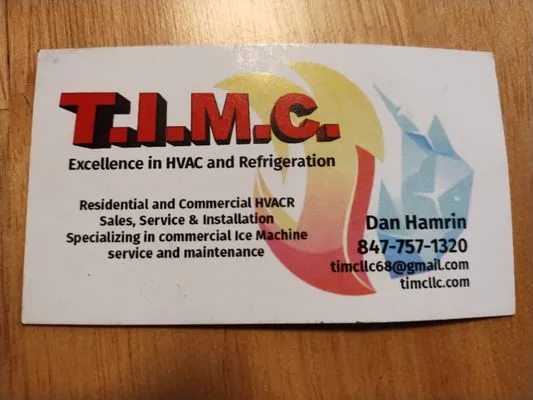 T.I.M.C.
Excellence in HVAC and Refrigeration
Residential and Commercial HVACR
Sales, Service & Installation
Specializing in commercial Ice Machine
service and maintenance
Dan Hamrin
847-757-1320
timcllc68@gmail.com
timcllc.com